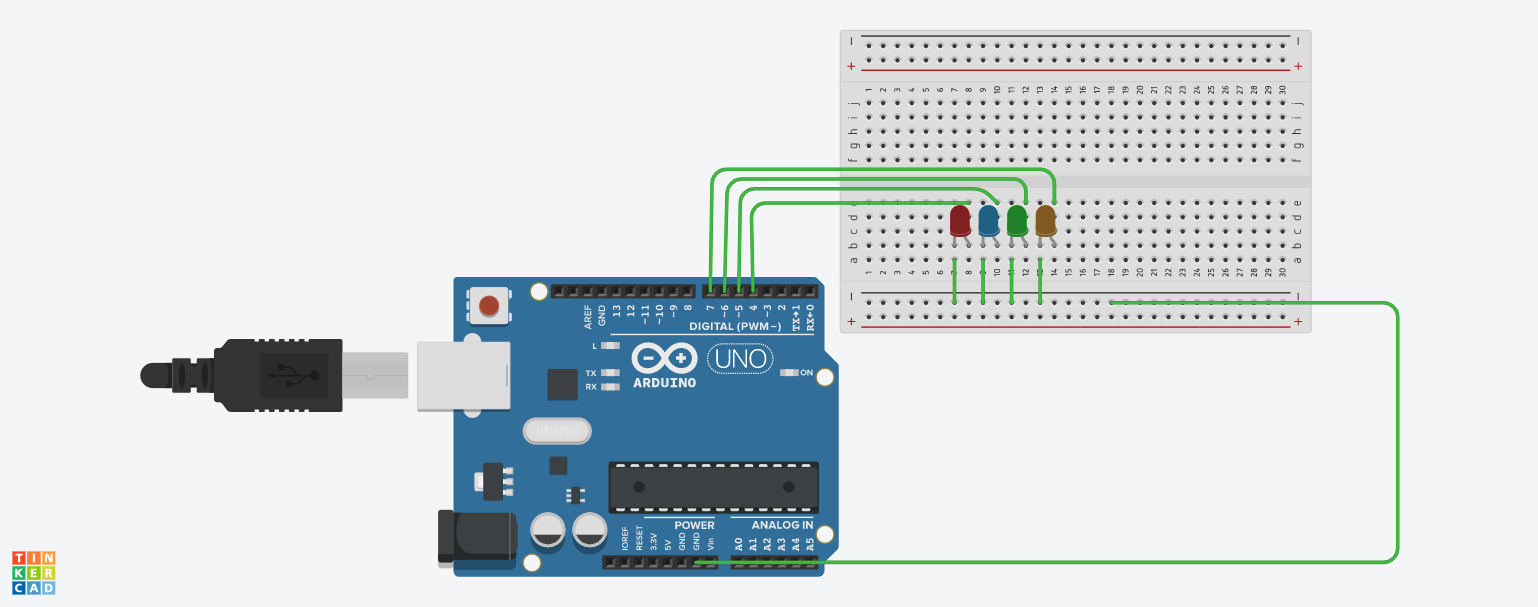 − −
+ +
1 2 3 4 5 6 7 8 9 10 11 12 13 14 15 16 17 18 19 20 21 22 23 24 25 26 27 28 29 30
j j
i i
h h
g g
f f
e e
d d
c c
b b
a a
1 2 3 4 5 6 7 8 9 10 11 12 13 14 15 16 17 18 19 20 21 22 23 24 25 26 27 28 29 30
− −
+ +
AREF GND 13 12 ~11 ~10 ~9 8 7 ~6 ~5 4 ~3 2 TX→1 RX←0
DIGITAL (PWM~)
L
TX
RX
UNO
ON
ARDUINO
POWER ANALOG IN
IOREF RESET 3.3V 5V GND GND Vin A0 A1 A2 A3 A4 A5
TIN
KER
CAD